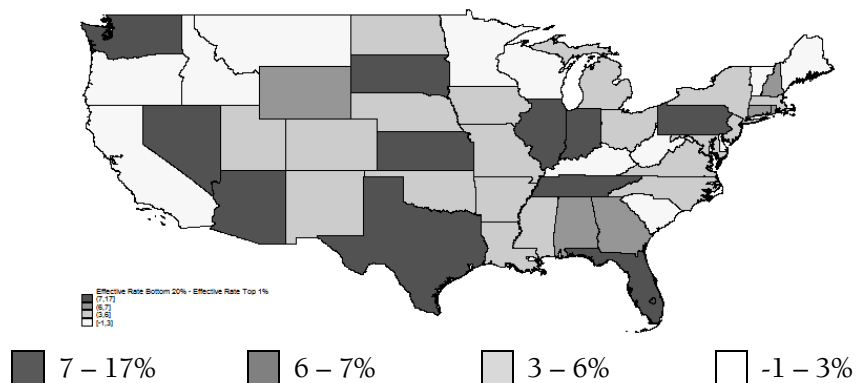 Effective Rate Bottom 20% - Effective Rate Top 1%
(7,17]
(6,7]
(3,6]
[-1,3]
7 – 17%
6 – 7%
3 – 6%
-1 – 3%